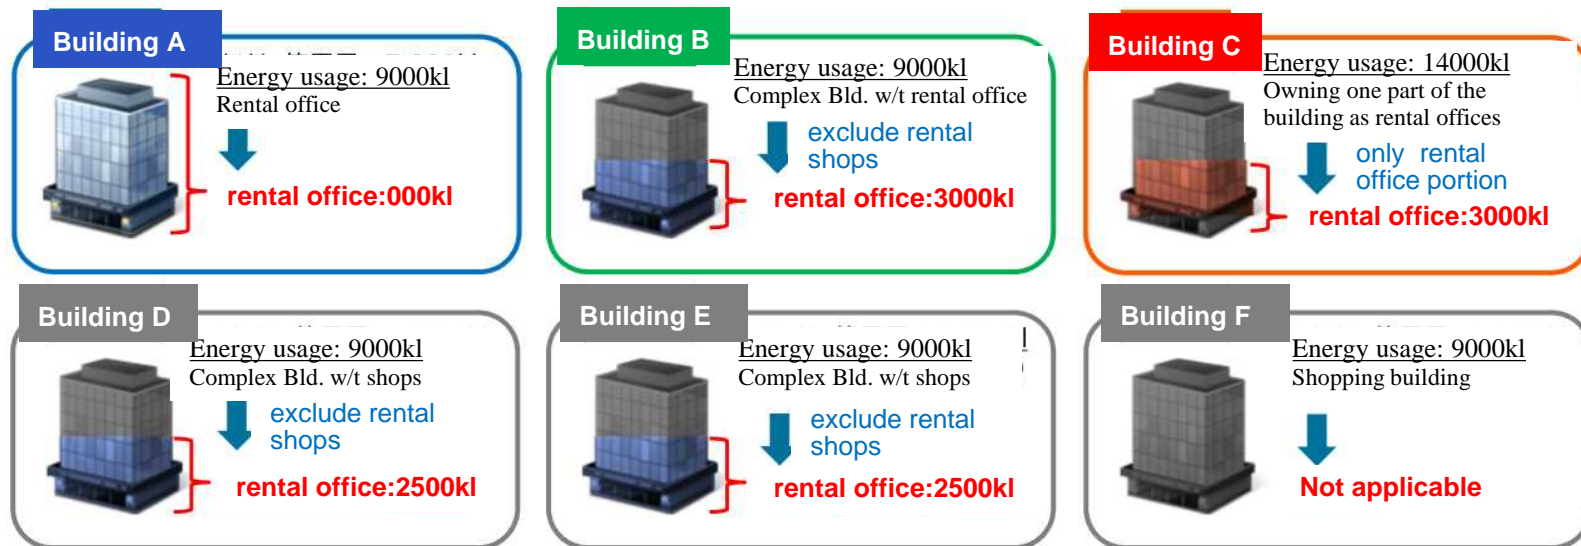 Building A
Energy usage: 9000kl
Rental office
rental office:000kl
Building B
Energy usage: 9000kl
Complex Bld. w/t rental office
exclude rental
shops
rental office:3000kl
Building C
Energy usage: 14000kl
Owning one part of the
building as rental offices
only rental
office portion
rental office:3000kl
Building D
Energy usage: 9000kl
Complex Bld. w/t shops
exclude rental
shops
rental office:2500kl
Building E
Energy usage: 9000kl
Complex Bld. w/t shops
exclude rental
shops
rental office:2500kl
Building F
Energy usage: 9000kl
Shopping building
Not applicable